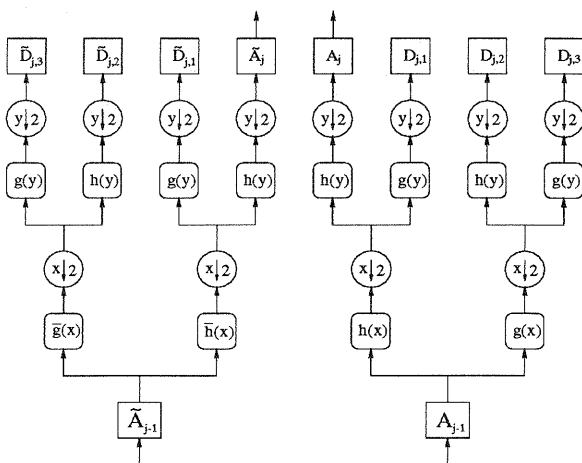 D̃j,3 D̃j,2 D̃j,1 Ãj Aj Dj,1 Dj,2 Dj,3
y↓2 y↓2 y↓2 y↓2 y↓2 y↓2 y↓2 y↓2
g(y) h(y) g(y) h(y) h(y) g(y) h(y) g(y)
x↓2 x↓2 x↓2 x↓2
g̅(x) h̅(x) h(x) g(x)
Ãj-1 Aj-1